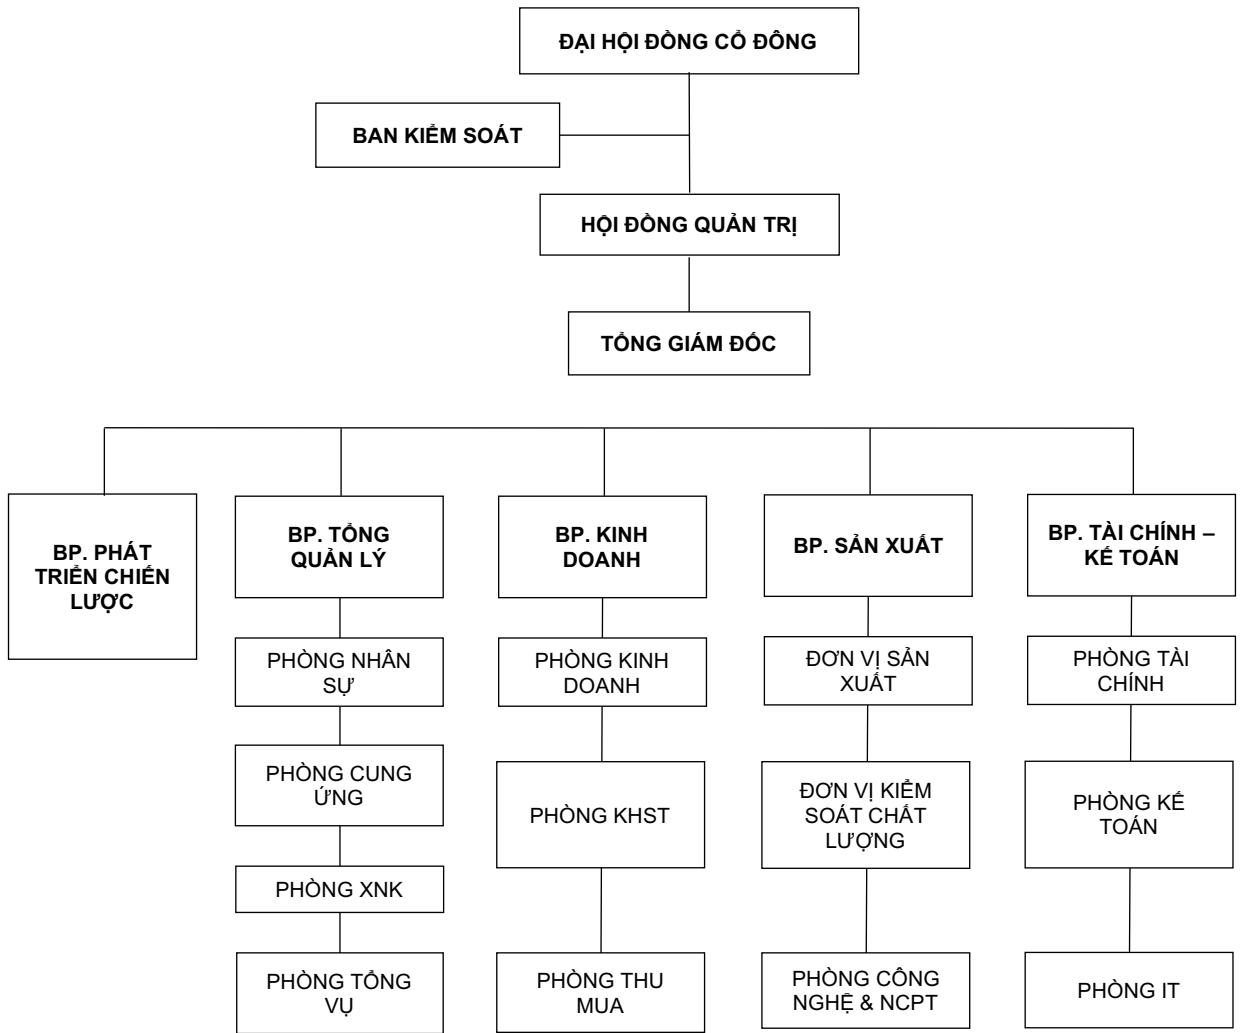 ĐẠI HỘI ĐỒNG CỔ ĐÔNG
BAN KIỂM SOÁT
HỘI ĐỒNG QUẢN TRỊ
TỔNG GIÁM ĐỐC
BP. PHÁT
TRIỂN CHIẾN
LƯỢC
BP. TỔNG
QUẢN LÝ
BP. KINH
DOANH
BP. SẢN XUẤT
BP. TÀI CHÍNH –
KẾ TOÁN
PHÒNG NHÂN
SỰ
PHÒNG KINH
DOANH
ĐƠN VỊ SẢN
XUẤT
PHÒNG TÀI
CHÍNH
PHÒNG CUNG
ỨNG
PHÒNG KHST
ĐƠN VỊ KIỂM
SOÁT CHẤT
LƯỢNG
PHÒNG KẾ
TOÁN
PHÒNG XNK
PHÒNG TỔNG
VỤ
PHÒNG THU
MUA
PHÒNG CÔNG
NGHỆ & NCPT
PHÒNG IT